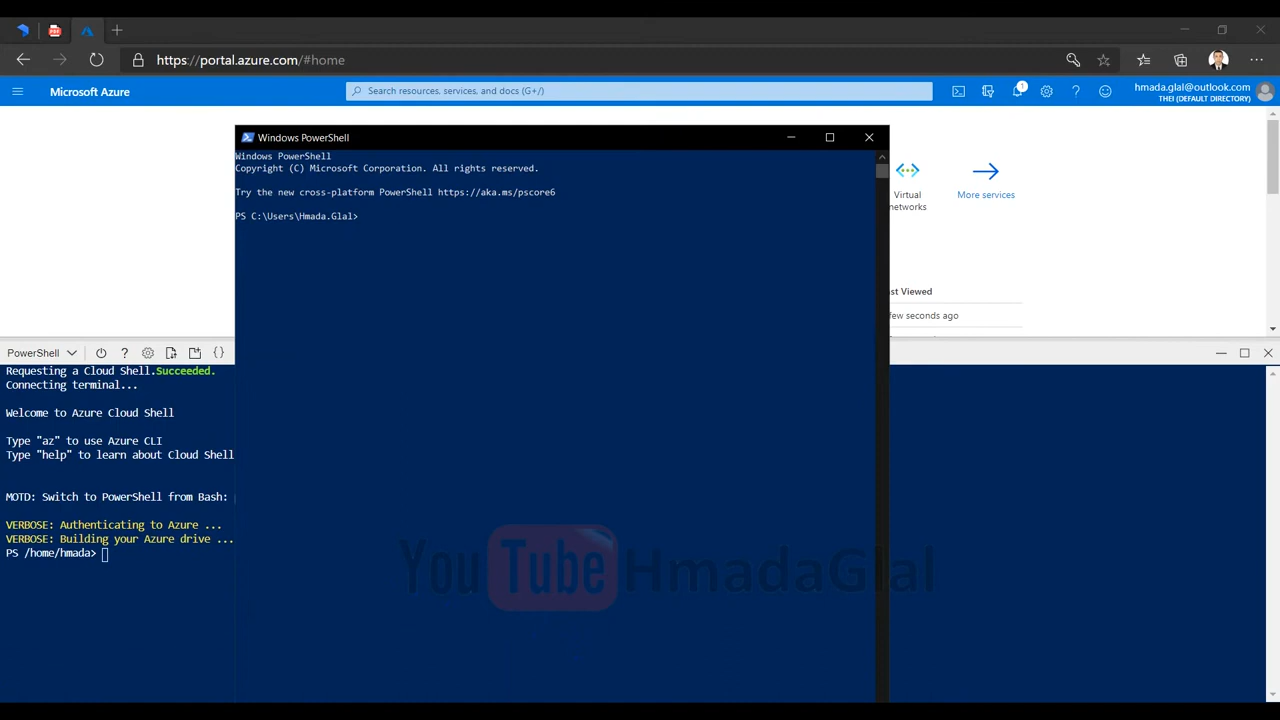 https://portal.azure.com/#home
Microsoft Azure
Search resources, services, and docs (G+/)
1
hmada.glal@outlook.com
THEI (DEFAULT DIRECTORY)
Windows PowerShell
Windows PowerShell
Copyright (C) Microsoft Corporation. All rights reserved.
Try the new cross-platform PowerShell https://aka.ms/pscore6
PS C:\Users\Hmada.Glal>
Virtual
networks
More services
st Viewed
few seconds ago
PowerShell
Requesting a Cloud Shell.Succeeded.
Connecting terminal...
Welcome to Azure Cloud Shell
Type "az" to use Azure CLI
Type "help" to learn about Cloud Shell
MOTD: Switch to PowerShell from Bash:
VERBOSE: Authenticating to Azure ...
VERBOSE: Building your Azure drive ...
PS /home/hmada>
YouTube HmadaGlal